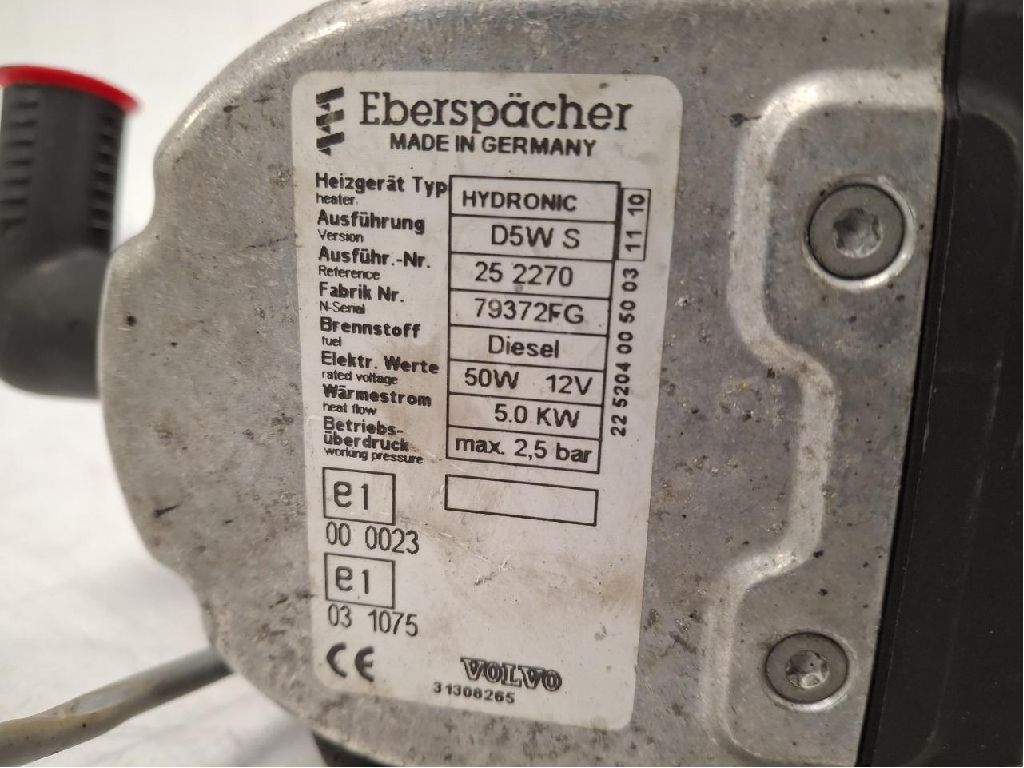 Eberspächer
MADE IN GERMANY
Heizgerät Typ
heater
HYDRONIC
Ausführung
Version
D5W S
Ausführ.-Nr.
Reference
25 2270
Fabrik Nr.
N-Serial
79372FG
Brennstoff
fuel
Diesel
Elektr. Werte
rated voltage
50W 12V
Wärmestrom
heat flow
5.0 KW
Betriebs-
überdruck
working pressure
max. 2,5 bar
22 5204 00 50 03 11 10
e1
00 0023
e1
03 1075
CE
VOLVO
31308265